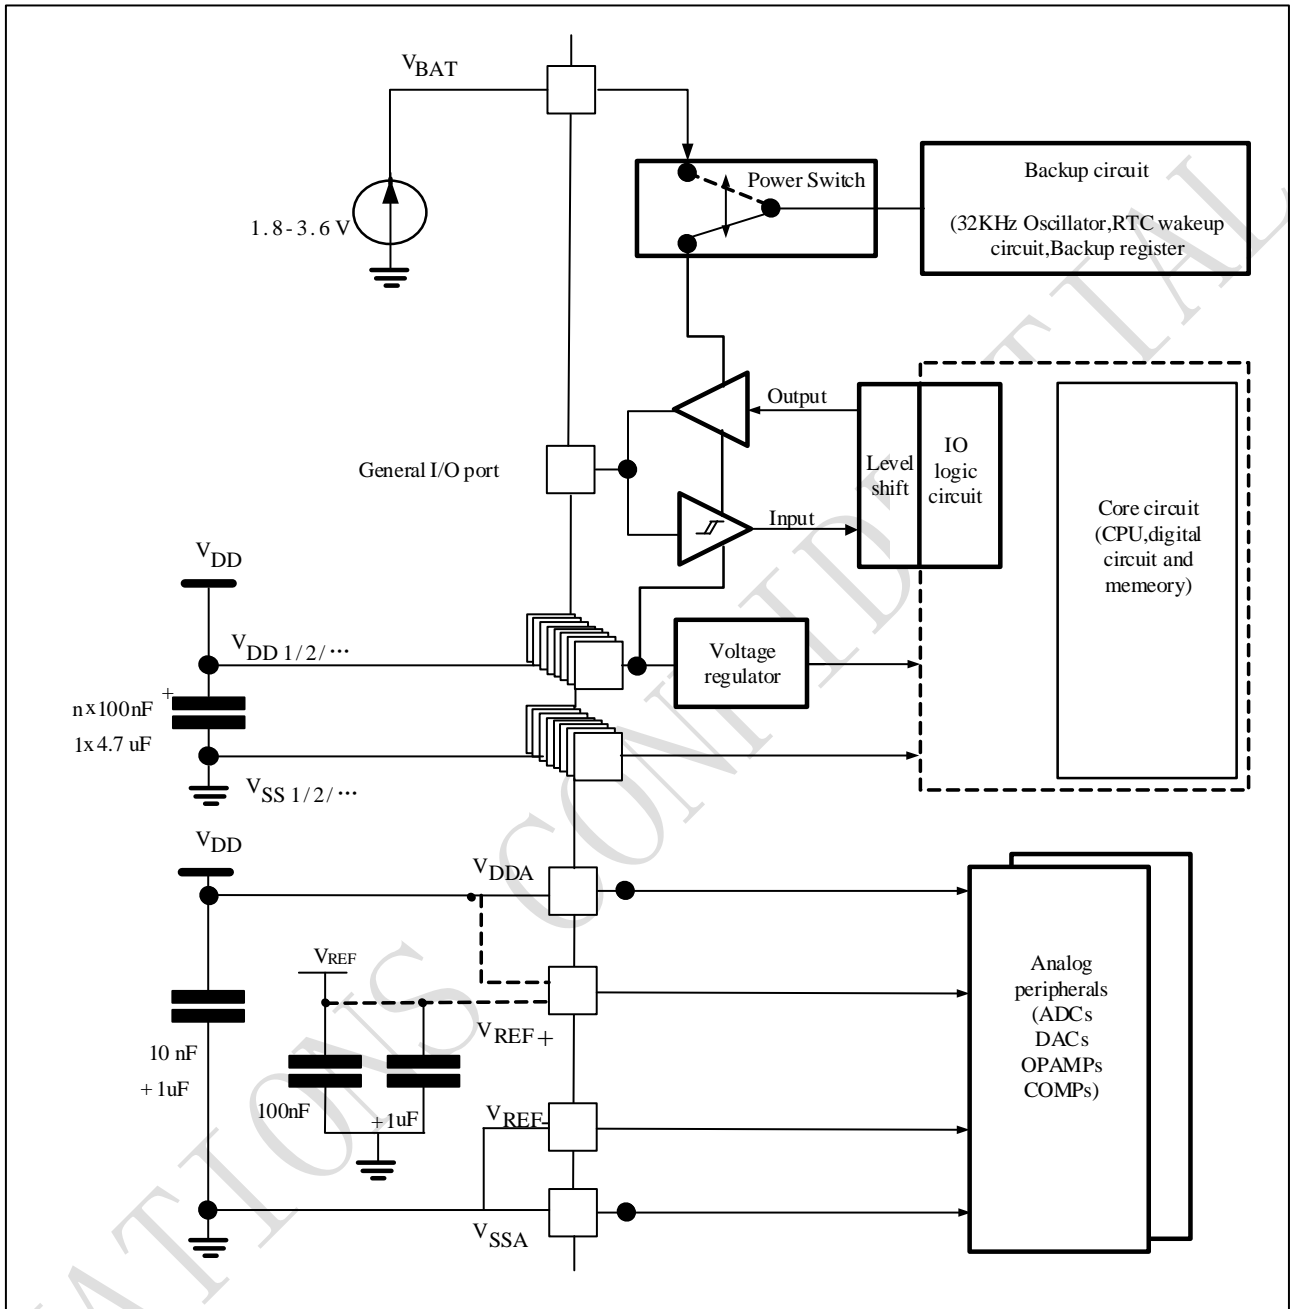 VBAT
1.8-3.6 V
Power Switch
Backup circuit
(32KHz Oscillator,RTC wakeup
circuit,Backup register
Output
General I/O port
Level
shift
IO
logic
circuit
Input
Core circuit
(CPU,digital
circuit and
memeory)
VDD
VDD 1/2/⋯
Voltage
regulator
n x 100nF
1 x 4.7 uF
+
VSS 1/2/⋯
VDD
VDDA
VREF
VREF+
10 nF
+1uF
100nF
+1uF
VREF-
VSSA
Analog
peripherals
(ADCs
DACs
OPAMPs
COMPs)